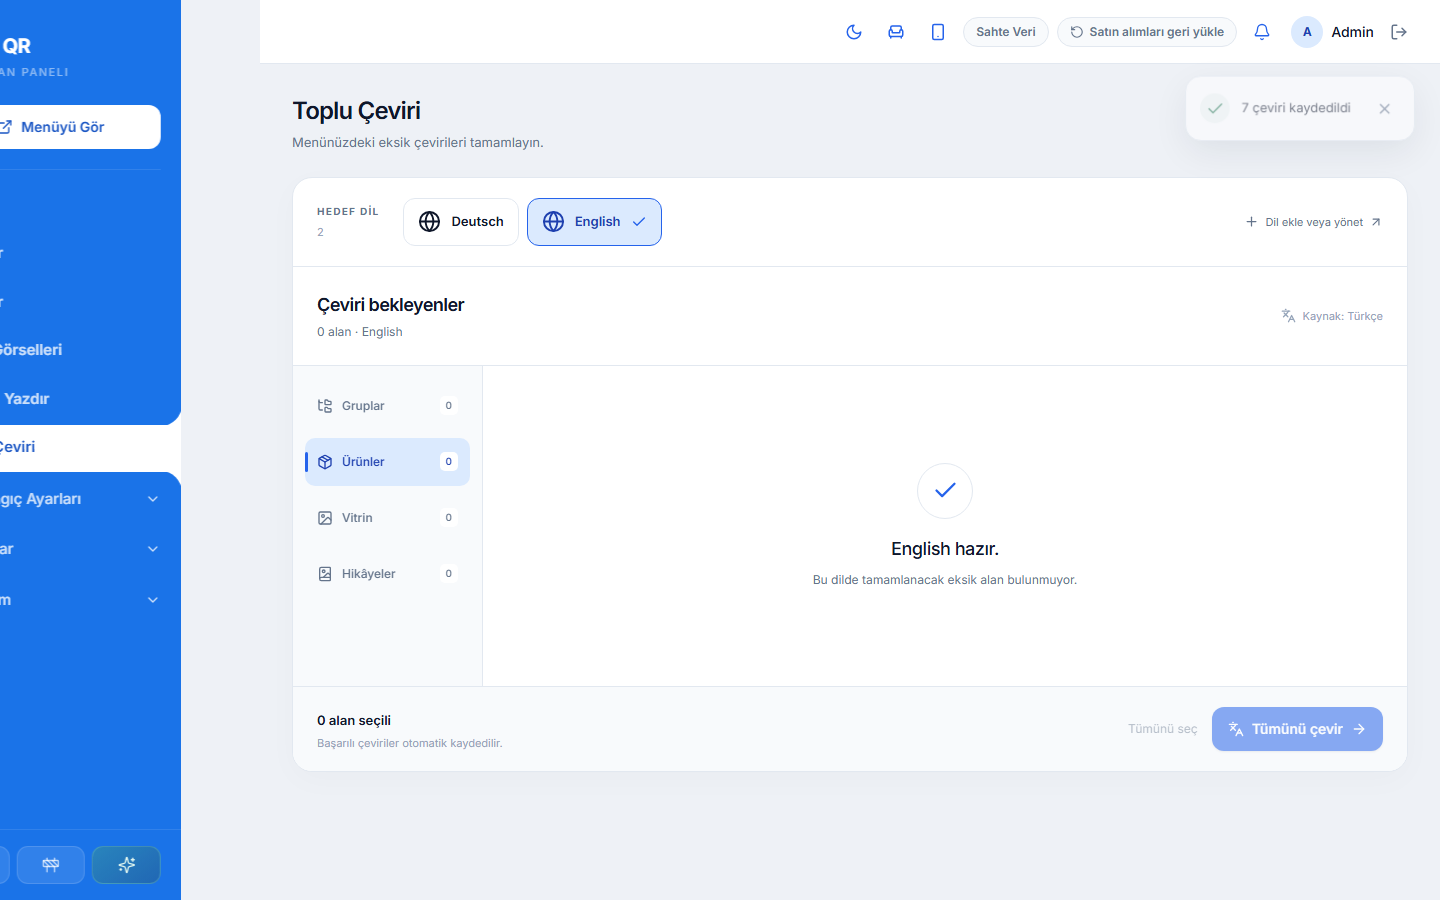 QR
AN PANELI
Menüyü Gör
r
r
Görselleri
Yazdır
Çeviri
gıç Ayarları
ar
m
Sahte Veri
Satın alımları geri yükle
A
Admin
7 çeviri kaydedildi
Toplu Çeviri
Menünüzdeki eksik çevirileri tamamlayın.
HEDEF DİL
2
Deutsch
English
Dil ekle veya yönet
Çeviri bekleyenler
0 alan · English
Kaynak: Türkçe
Gruplar 0
Ürünler 0
Vitrin 0
Hikâyeler 0
English hazır.
Bu dilde tamamlanacak eksik alan bulunmuyor.
0 alan seçili
Başarılı çeviriler otomatik kaydedilir.
Tümünü seç
Tümünü çevir